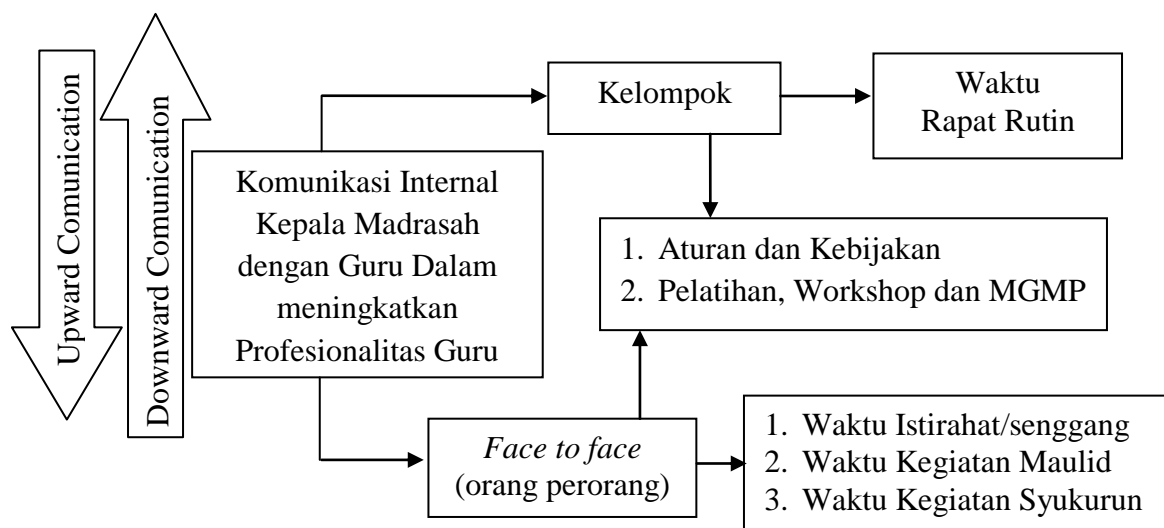 Upward Comunication
Downward Comunication
Komunikasi Internal
Kepala Madrasah
dengan Guru Dalam
meningkatkan
Profesionalitas Guru
Kelompok
Waktu
Rapat Rutin
1. Aturan dan Kebijakan
2. Pelatihan, Workshop dan MGMP
Face to face
(orang perorang)
1. Waktu Istirahat/senggang
2. Waktu Kegiatan Maulid
3. Waktu Kegiatan Syukurun